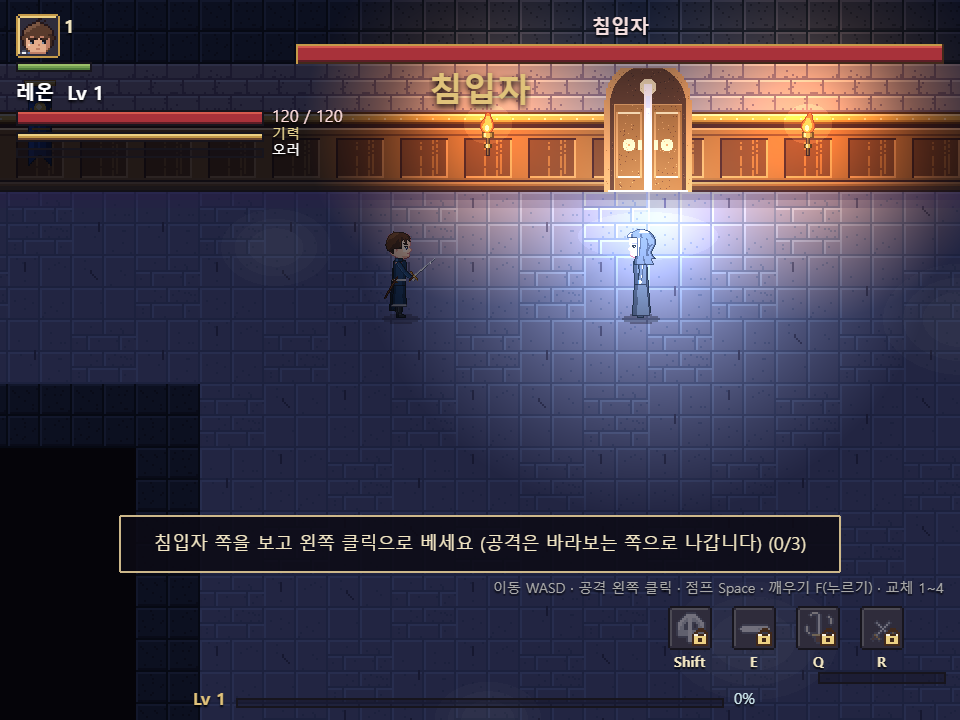 1
침입자
침입자
레온 Lv 1
120 / 120
기력
오러
침입자 쪽을 보고 왼쪽 클릭으로 베세요 (공격은 바라보는 쪽으로 나갑니다) (0/3)
이동 WASD · 공격 왼쪽 클릭 · 점프 Space · 깨우기 F(누르기) · 교체 1~4
Shift E Q R
Lv 1 0%